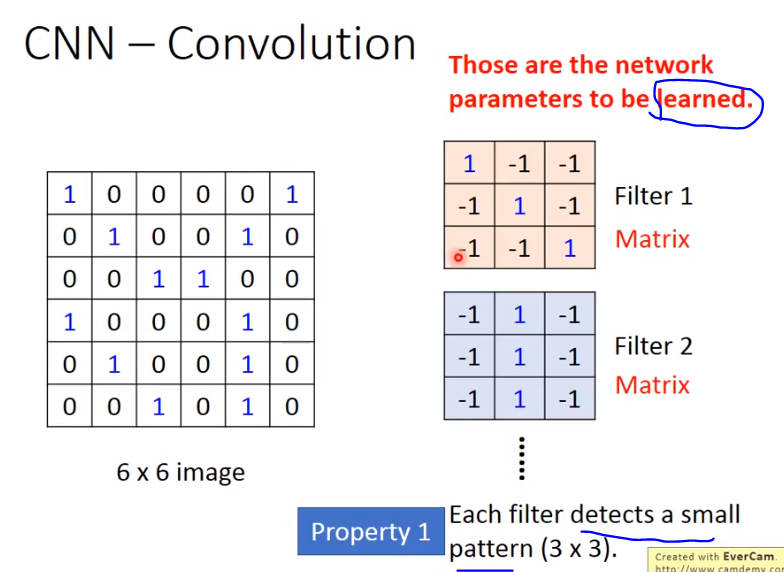 CNN – Convolution
Those are the network
parameters to be learned.
1 0 0 0 0 1
0 1 0 0 1 0
0 0 1 1 0 0
1 0 0 0 1 0
0 1 0 0 1 0
0 0 1 0 1 0
6 x 6 image
1 -1 -1
-1 1 -1
-1 -1 1
Filter 1
Matrix
-1 1 -1
-1 1 -1
-1 1 -1
Filter 2
Matrix
Property 1
Each filter detects a small
pattern (3 x 3).
Created with EverCam.
http://www.camdemy.com